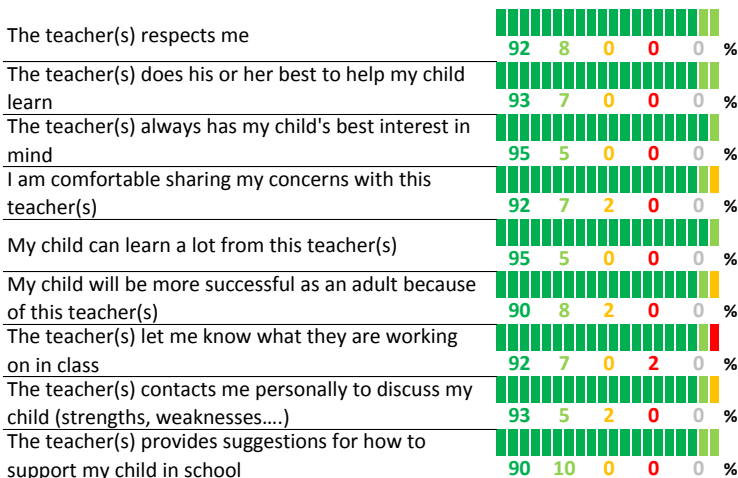 The teacher(s) respects me
92 8 0 0 0 %
The teacher(s) does his or her best to help my child
learn
93 7 0 0 0 %
The teacher(s) always has my child's best interest in
mind
95 5 0 0 0 %
I am comfortable sharing my concerns with this
teacher(s)
92 7 2 0 0 %
My child can learn a lot from this teacher(s)
95 5 0 0 0 %
My child will be more successful as an adult because
of this teacher(s)
90 8 2 0 0 %
The teacher(s) let me know what they are working
on in class
92 7 0 2 0 %
The teacher(s) contacts me personally to discuss my
child (strengths, weaknesses....)
93 5 2 0 0 %
The teacher(s) provides suggestions for how to
support my child in school
90 10 0 0 0 %